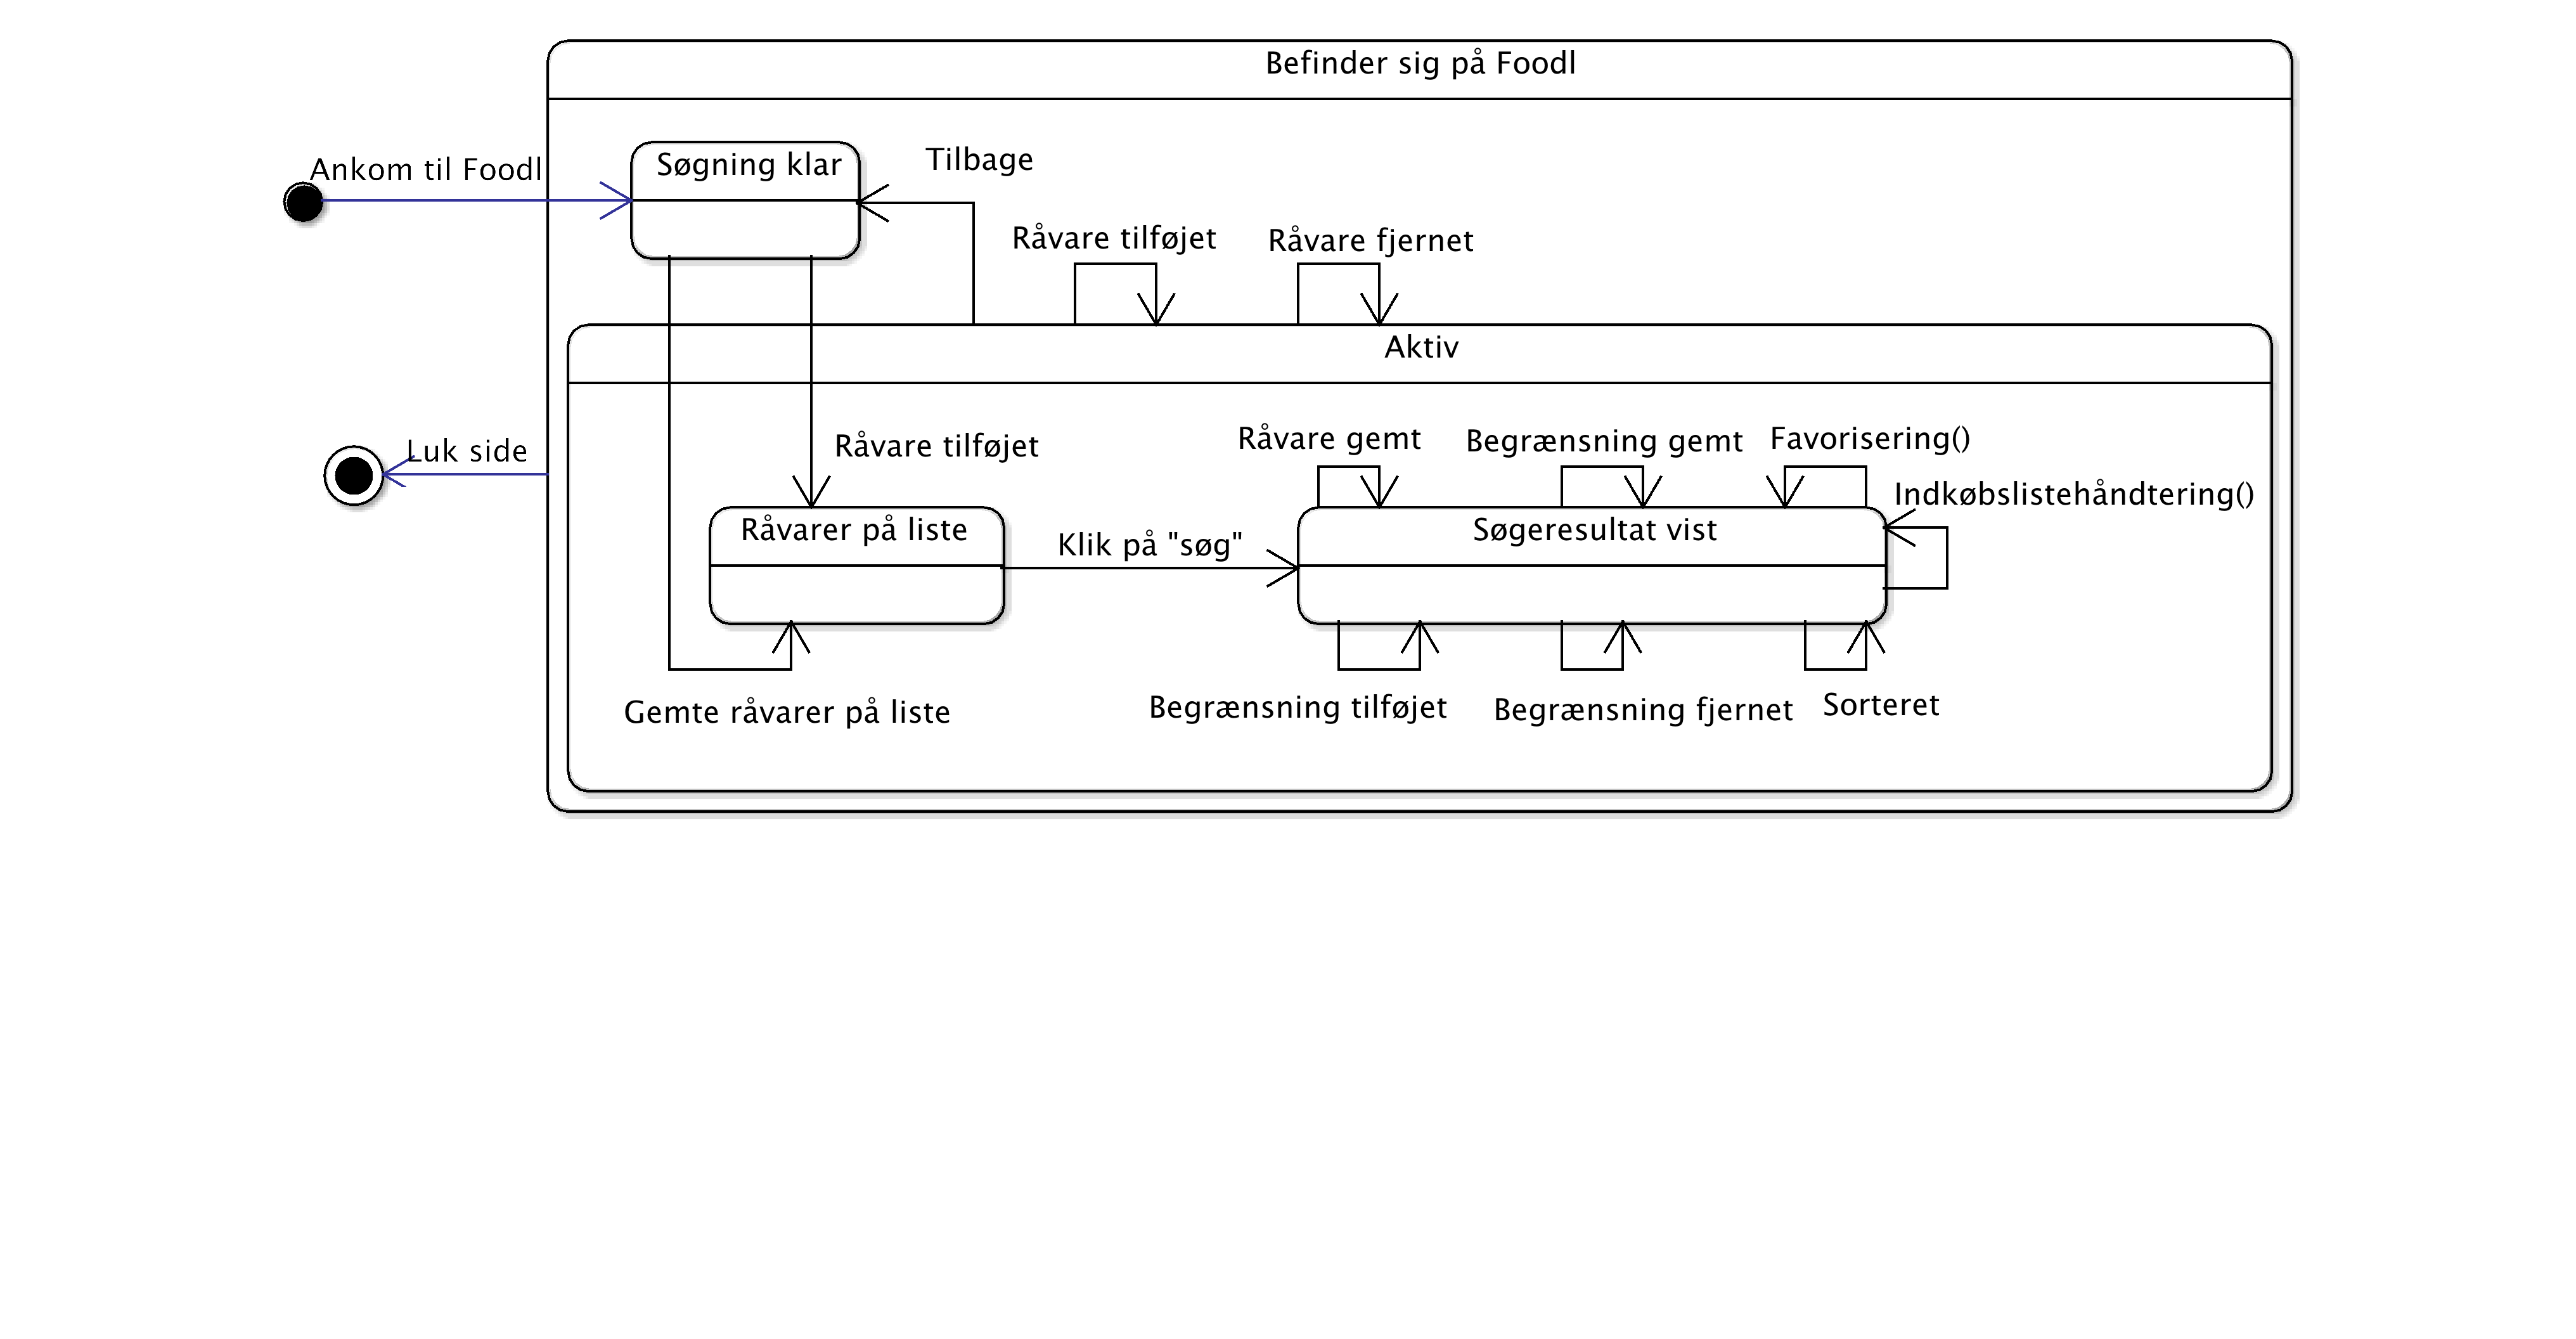 Befinder sig på Foodl
Ankom til Foodl
Søgning klar
Tilbage
Råvare tilføjet
Råvare fjernet
Aktiv
Luk side
Råvare tilføjet
Råvare gemt
Begrænsning gemt
Favorisering()
Indkøbslistehåndtering()
Råvarer på liste
Klik på "søg"
Søgeresultat vist
Gemte råvarer på liste
Begrænsning tilføjet
Begrænsning fjernet
Sorteret